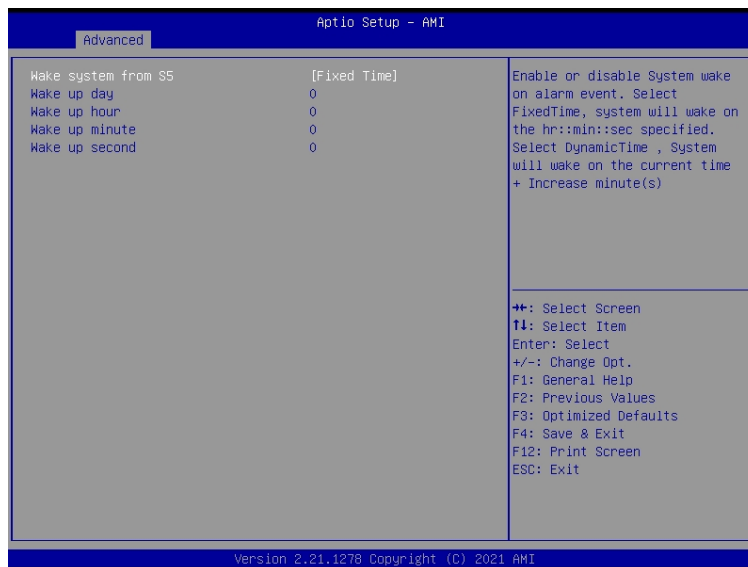 Aptio Setup - AMI
Advanced
Wake system from S5 [Fixed Time]
Wake up day 0
Wake up hour 0
Wake up minute 0
Wake up second 0
Enable or disable System wake
on alarm event. Select
FixedTime, system will wake on
the hr::min::sec specified.
Select DynamicTime , System
will wake on the current time
+ Increase minute(s)
→←: Select Screen
↑↓: Select Item
Enter: Select
+/-: Change Opt.
F1: General Help
F2: Previous Values
F3: Optimized Defaults
F4: Save & Exit
F12: Print Screen
ESC: Exit
Version 2.21.1278 Copyright (C) 2021 AMI